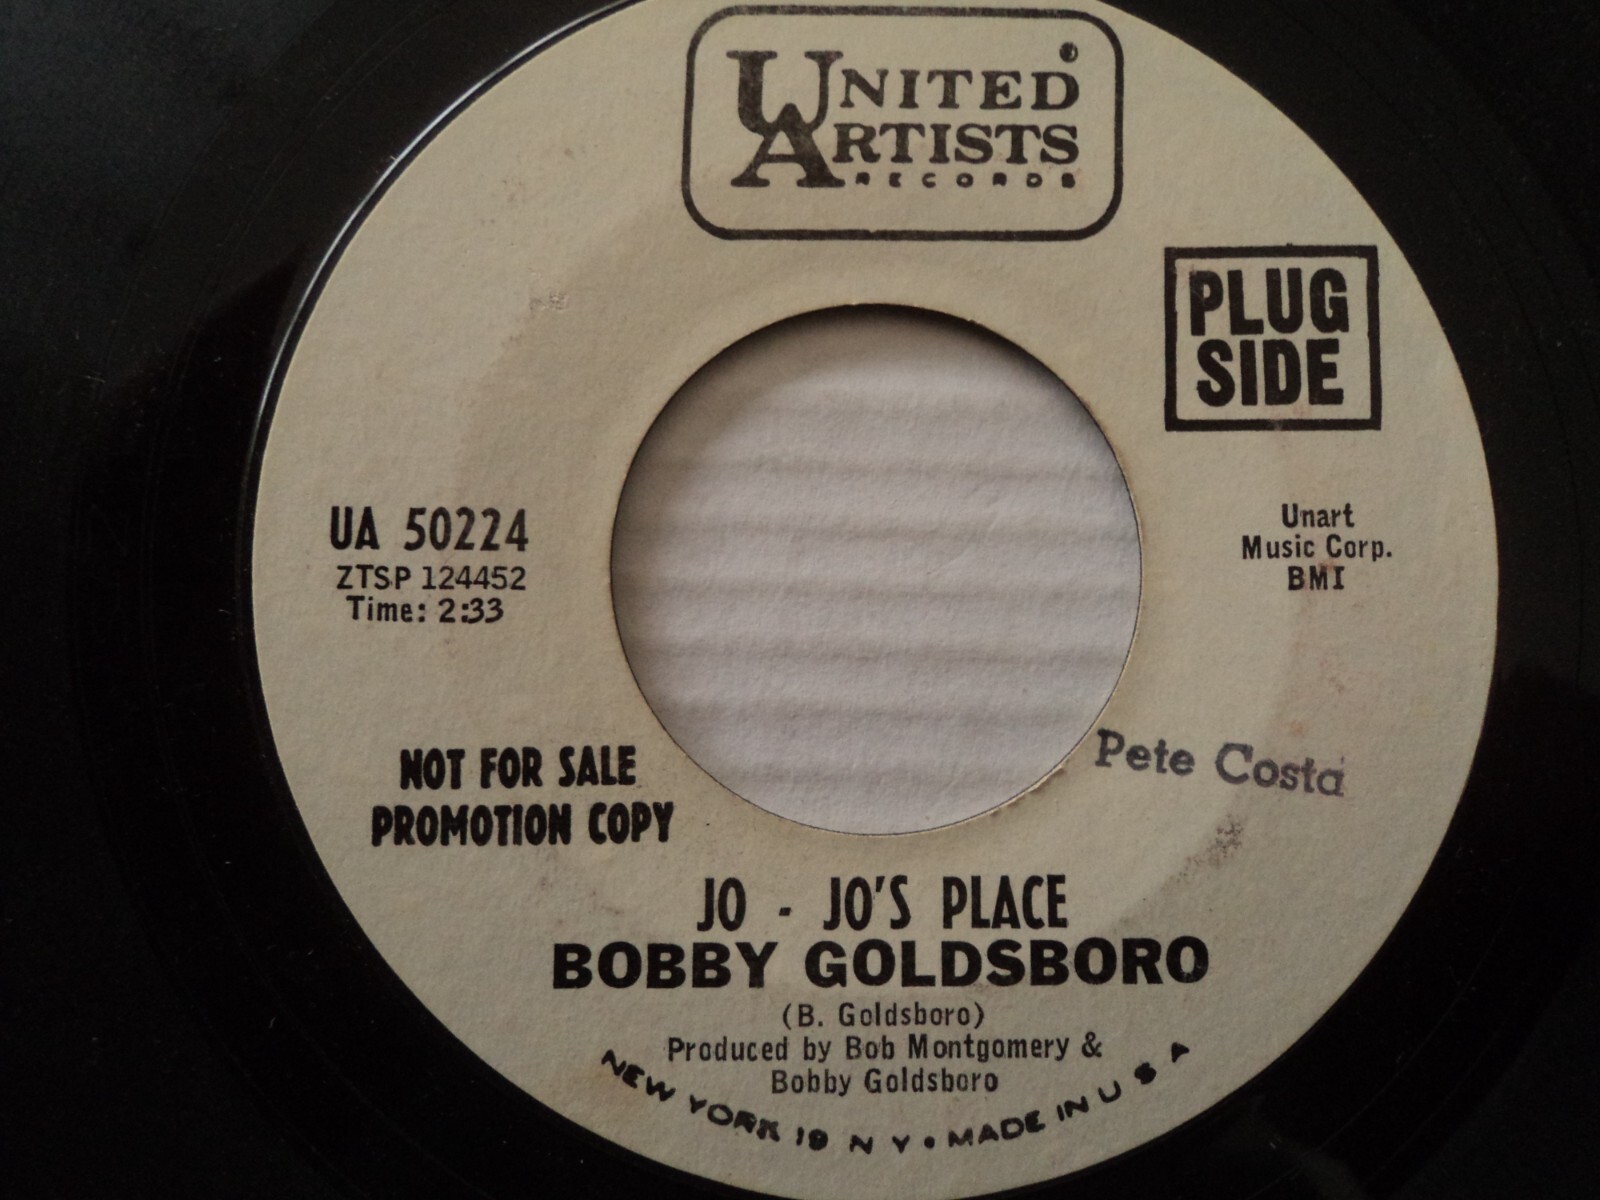 UNITED
ARTISTS
RECORDS
PLUG
SIDE
UA 50224
ZTSP 124452
Time: 2:33
Unart
Music Corp.
BMI
NOT FOR SALE
PROMOTION COPY
Pete Costa
JO - JO'S PLACE
BOBBY GOLDSBORO
(B. Goldsboro)
Produced by Bob Montgomery &
Bobby Goldsboro
NEW YORK 19 N Y • MADE IN U S A